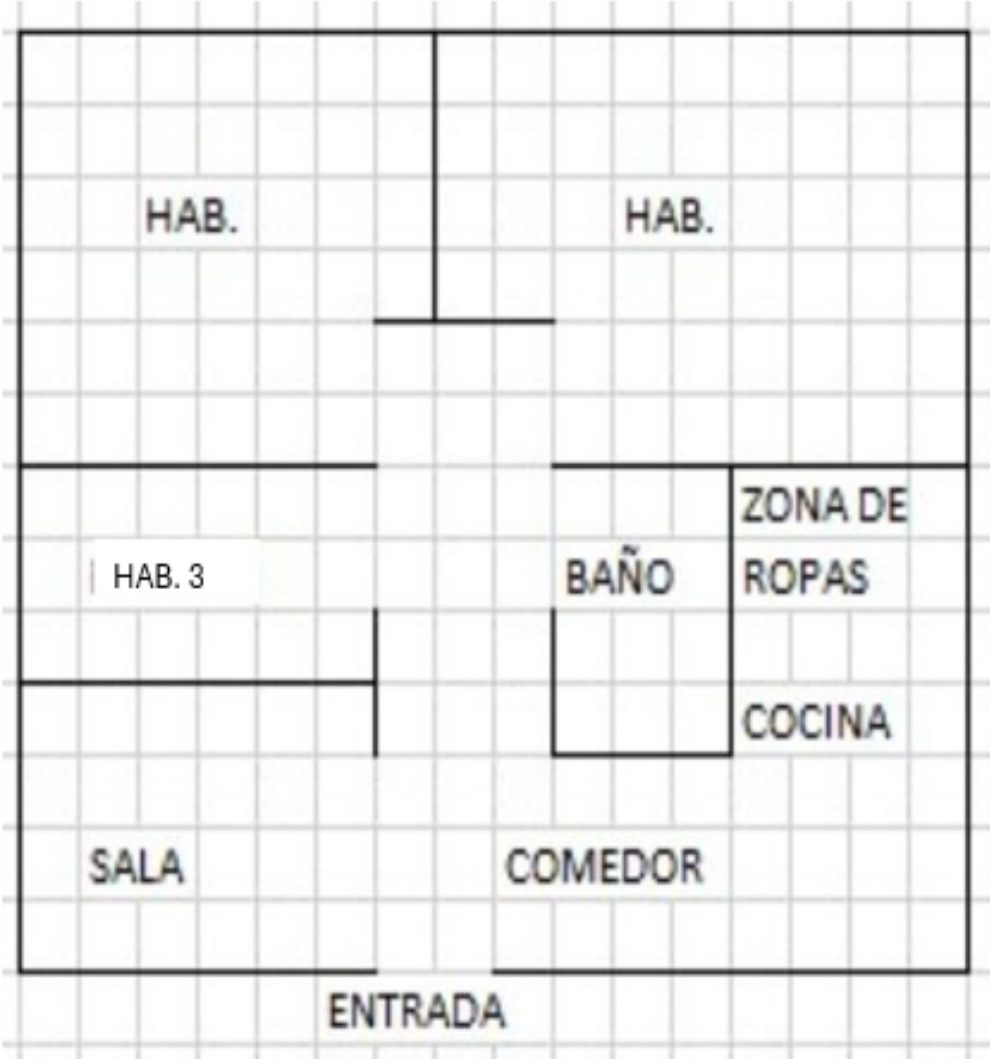 HAB.
HAB.
HAB. 3
BAÑO
ZONA DE
ROPAS
COCINA
SALA
COMEDOR
ENTRADA